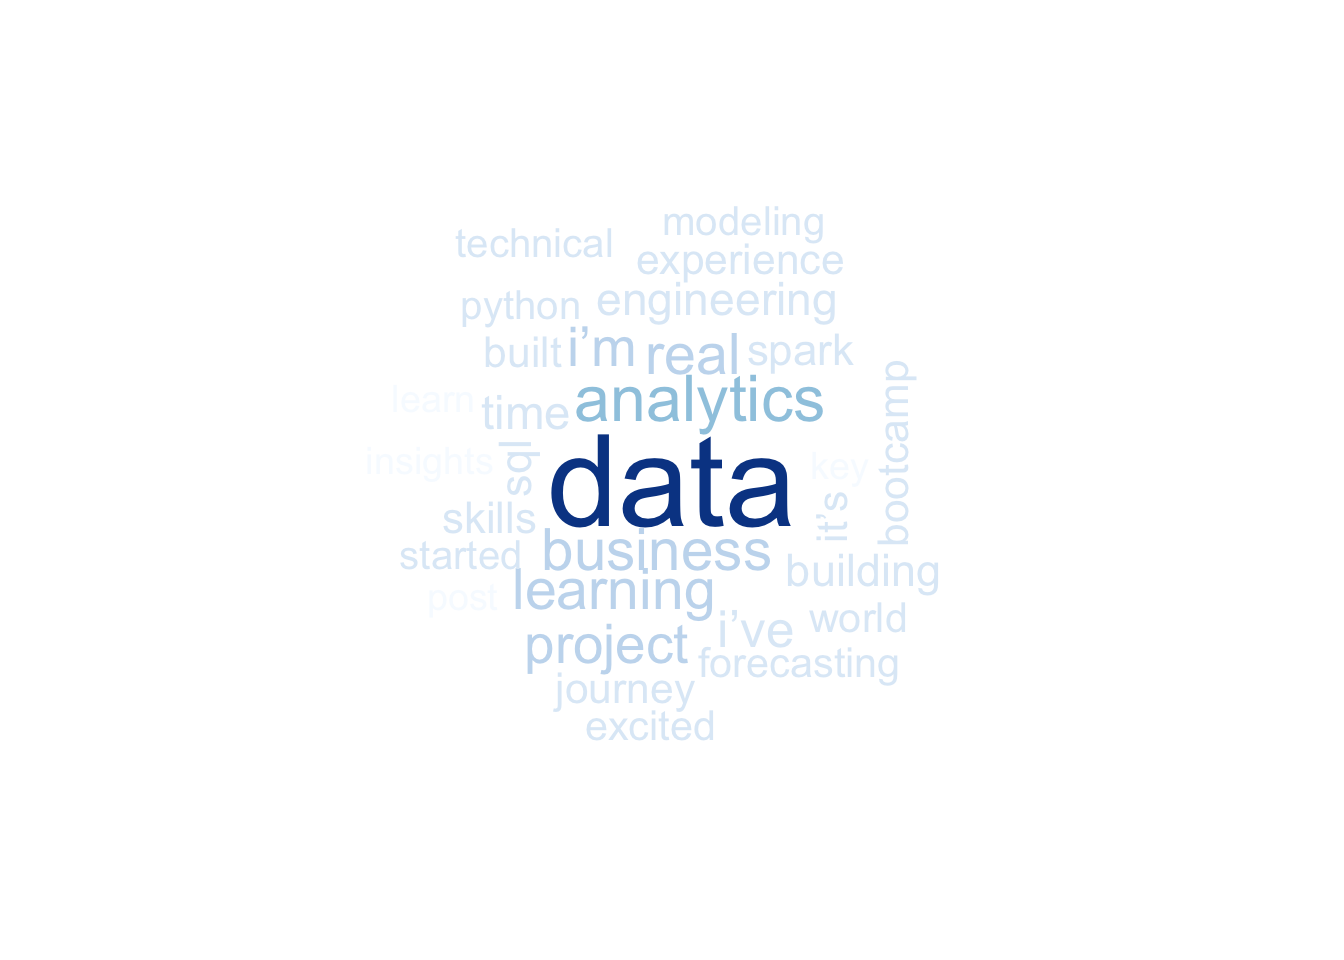 modeling
technical
experience
python
engineering
built
i’m
real
spark
learn
time
analytics
bootcamp
insights
sql
data
key
skills
it’s
started
business
building
post
learning
i’ve
world
project
forecasting
journey
excited